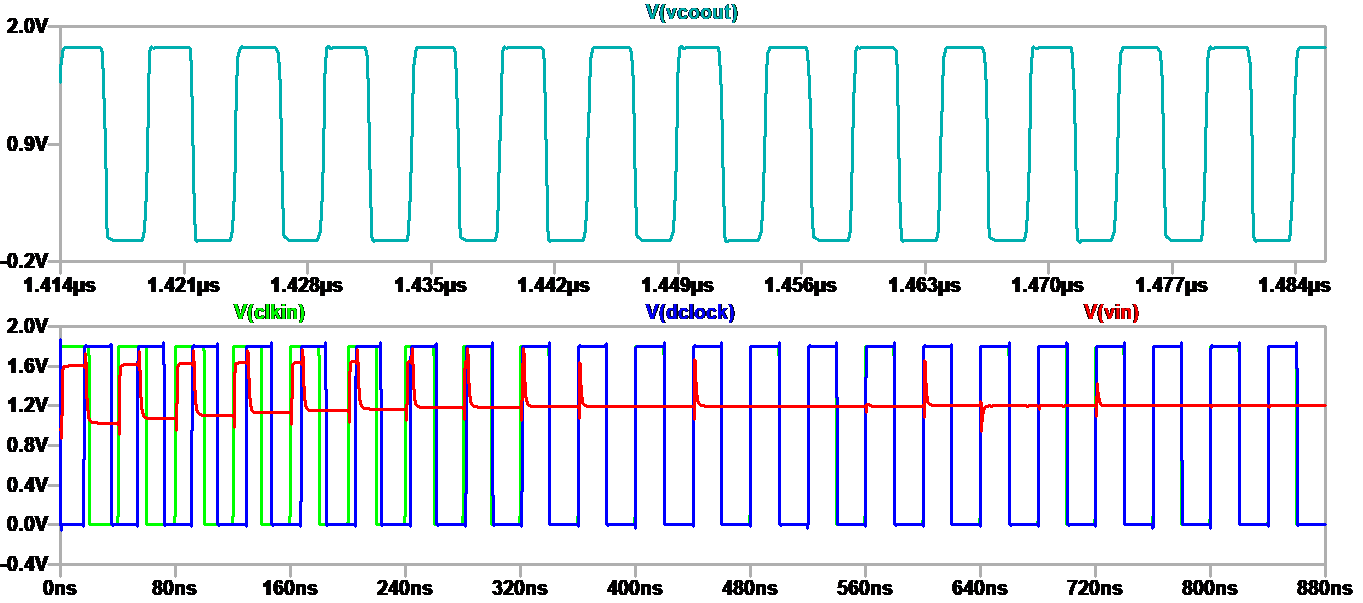 V(vcoout)
2.0V
0.9V
-0.2V
1.414µs 1.421µs 1.428µs 1.435µs 1.442µs 1.449µs 1.456µs 1.463µs 1.470µs 1.477µs 1.484µs
V(clkin) V(dclock) V(vin)
2.0V
1.6V
1.2V
0.8V
0.4V
0.0V
-0.4V
0ns 80ns 160ns 240ns 320ns 400ns 480ns 560ns 640ns 720ns 800ns 880ns